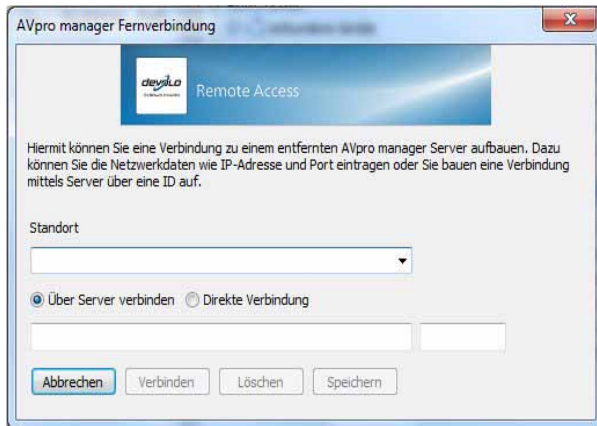 AVpro manager Fernverbindung
devolo
Remote Access
Hiermit können Sie eine Verbindung zu einem entfernten AVpro manager Server aufbauen. Dazu
können Sie die Netzwerkdaten wie IP-Adresse und Port eintragen oder Sie bauen eine Verbindung
mittels Server über eine ID auf.
Standort
Über Server verbinden Direkte Verbindung
Abbrechen Verbinden Löschen Speichern